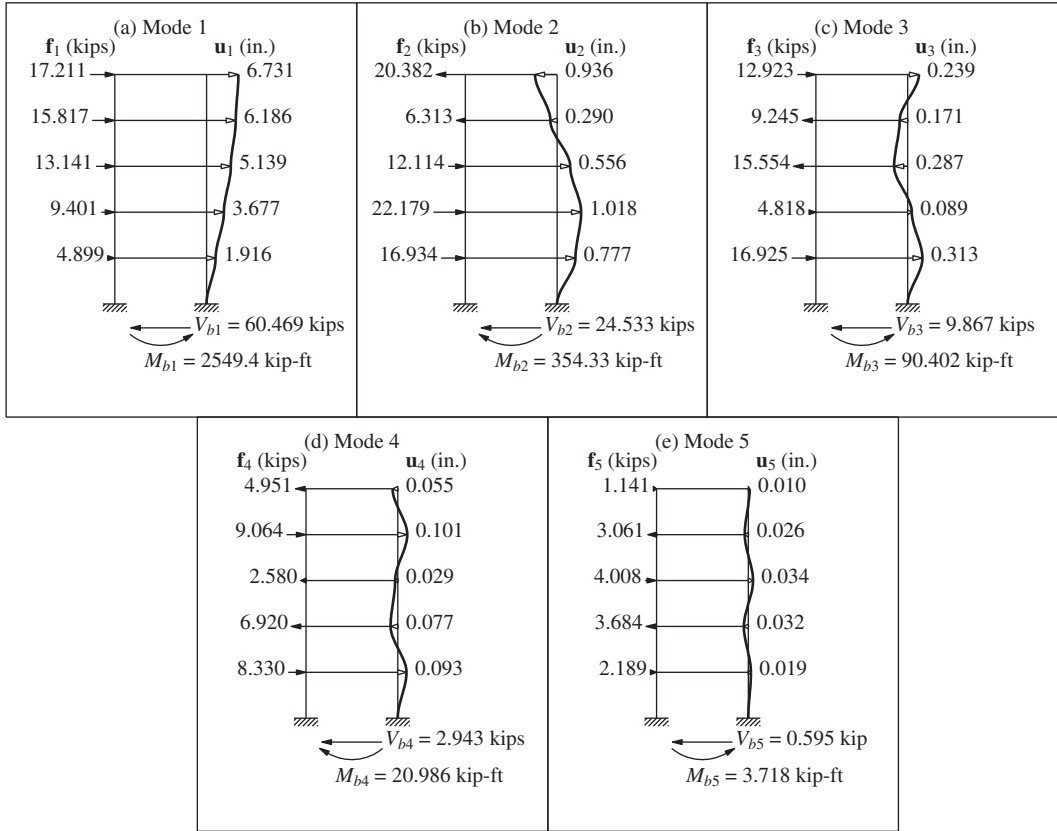 (a) Mode 1
f1 (kips) u1 (in.)
17.211 6.731
15.817 6.186
13.141 5.139
9.401 3.677
4.899 1.916
Vb1 = 60.469 kips
Mb1 = 2549.4 kip-ft
(b) Mode 2
f2 (kips) u2 (in.)
20.382 0.936
6.313 0.290
12.114 0.556
22.179 1.018
16.934 0.777
Vb2 = 24.533 kips
Mb2 = 354.33 kip-ft
(c) Mode 3
f3 (kips) u3 (in.)
12.923 0.239
9.245 0.171
15.554 0.287
4.818 0.089
16.925 0.313
Vb3 = 9.867 kips
Mb3 = 90.402 kip-ft
(d) Mode 4
f4 (kips) u4 (in.)
4.951 0.055
9.064 0.101
2.580 0.029
6.920 0.077
8.330 0.093
Vb4 = 2.943 kips
Mb4 = 20.986 kip-ft
(e) Mode 5
f5 (kips) u5 (in.)
1.141 0.010
3.061 0.026
4.008 0.034
3.684 0.032
2.189 0.019
Vb5 = 0.595 kip
Mb5 = 3.718 kip-ft